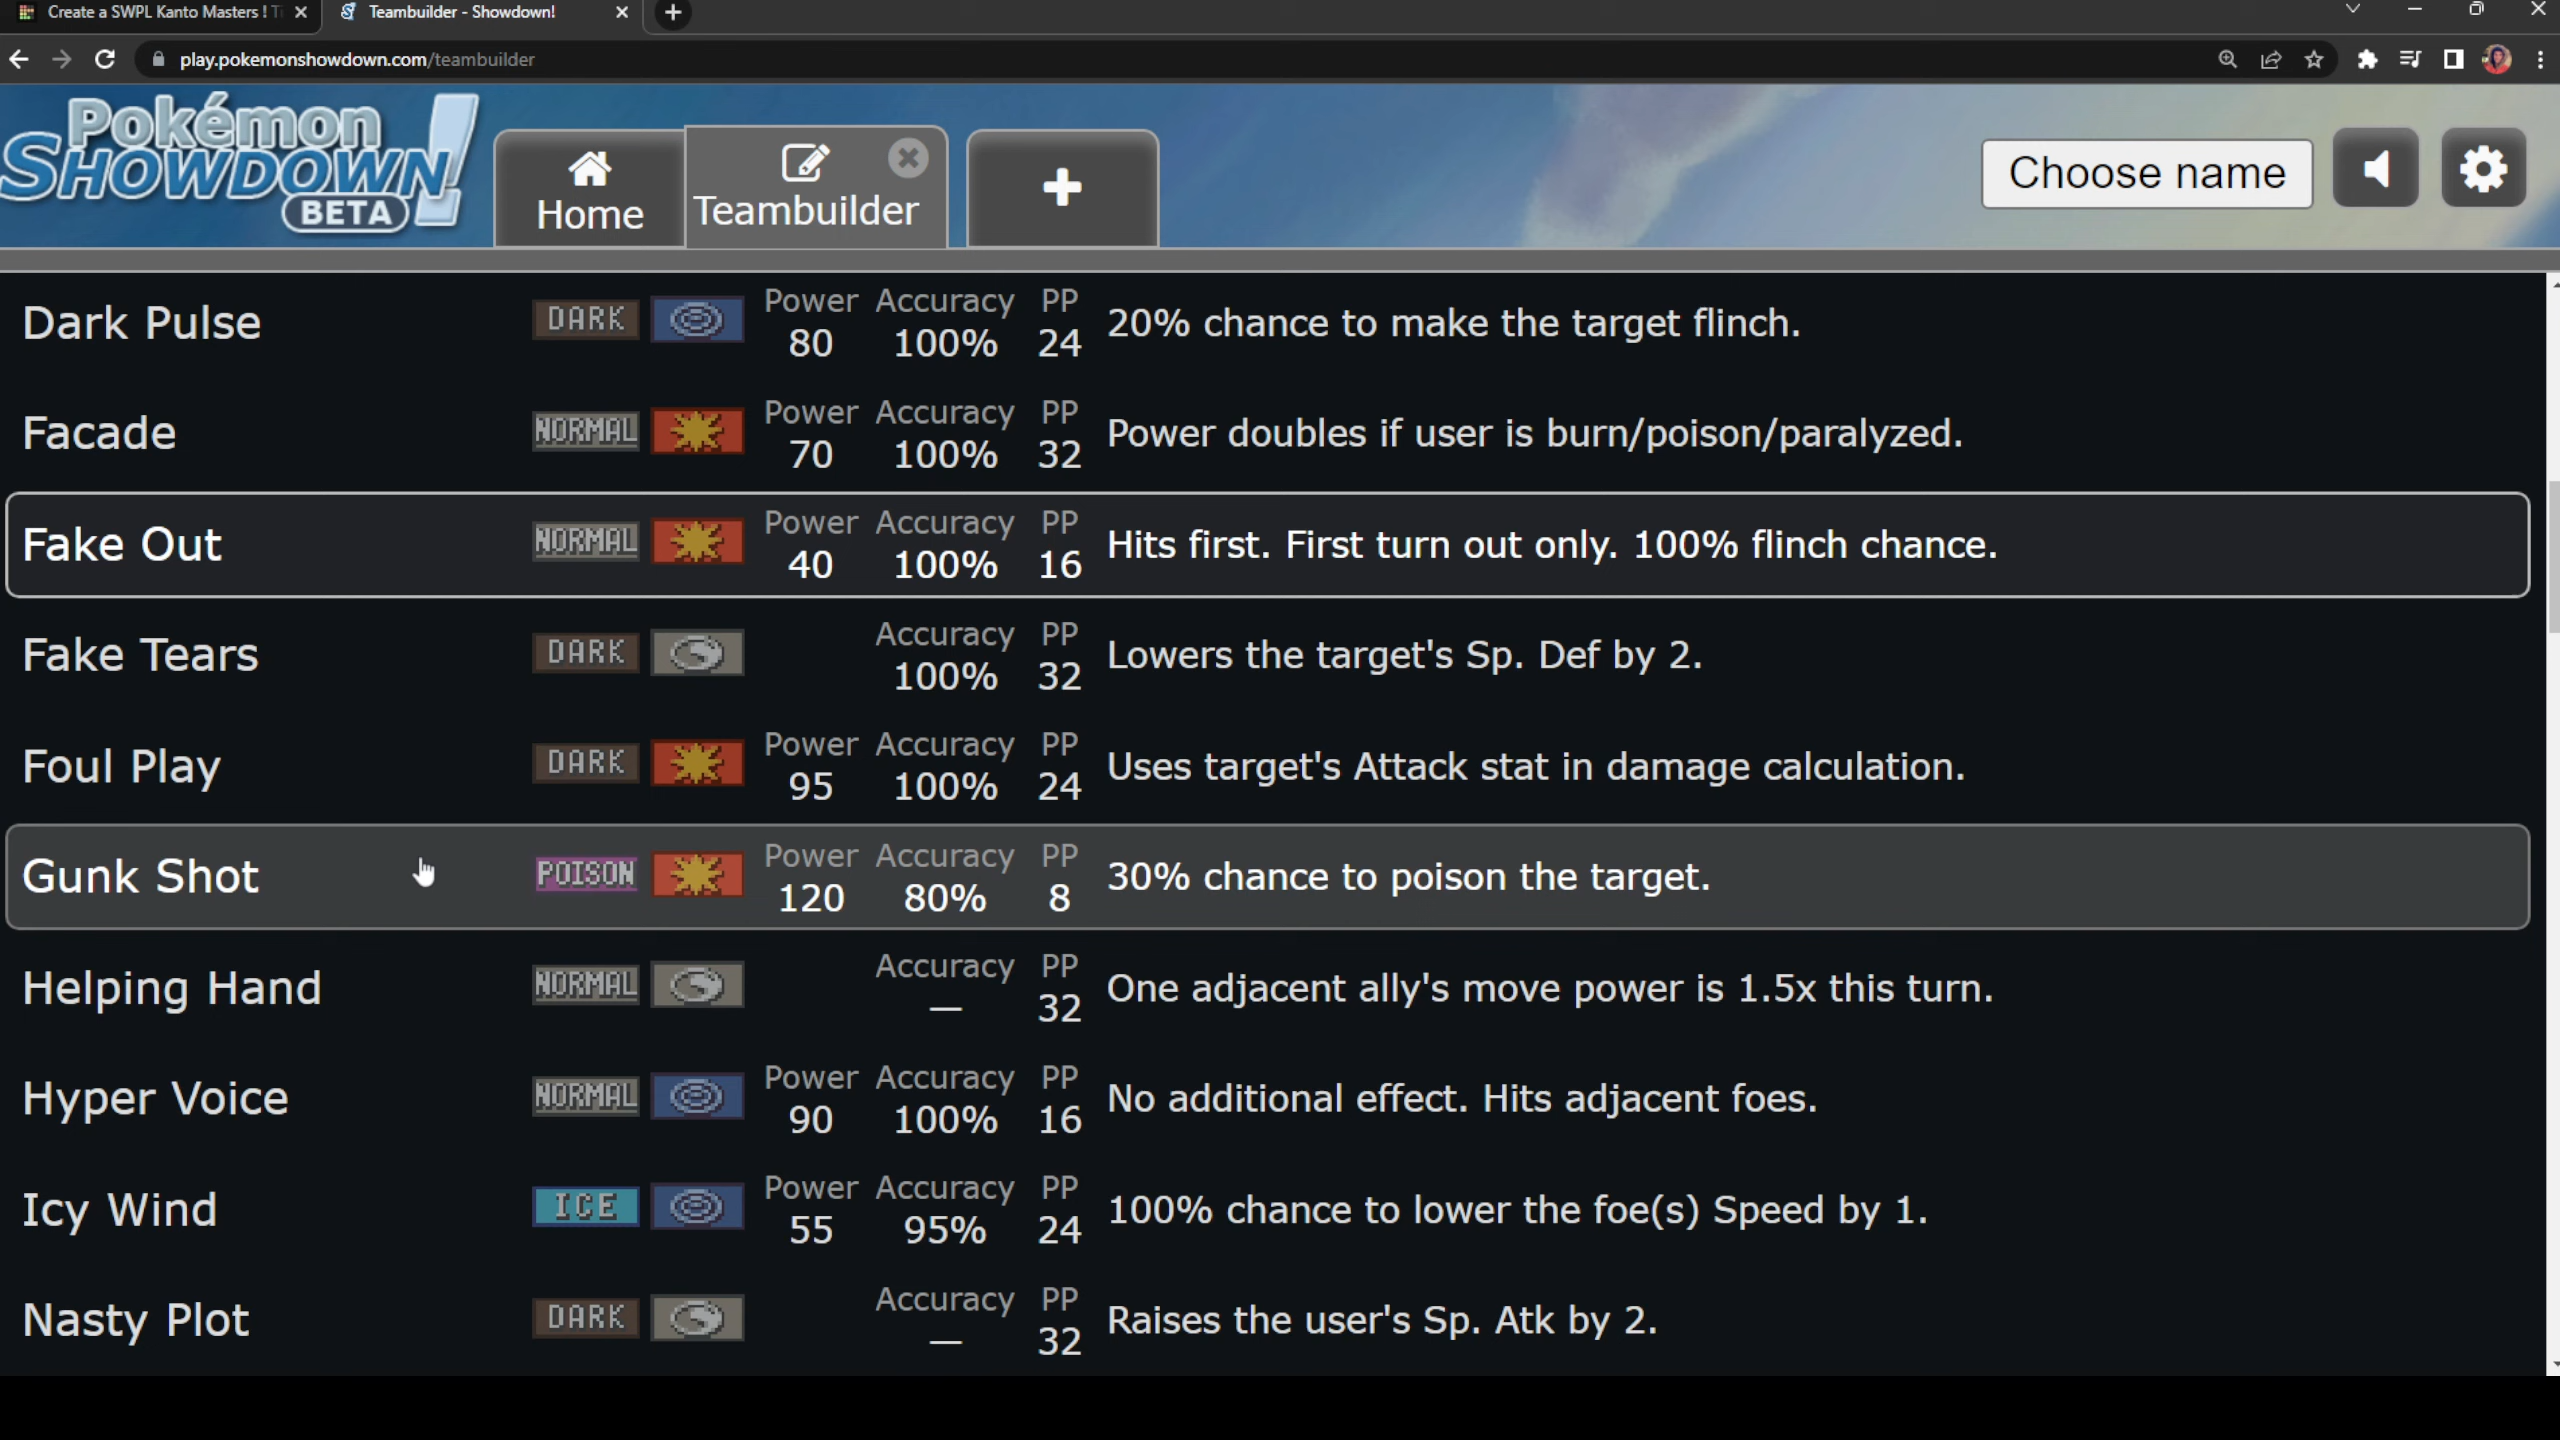 Create a SWPL Kanto Masters ! Ti
Teambuilder - Showdown!
play.pokemonshowdown.com/teambuilder
Pokémon
SHOWDOWN!
BETA
Home
Teambuilder
Choose name
Dark Pulse DARK Power 80 Accuracy 100% PP 24 20% chance to make the target flinch.
Facade NORMAL Power 70 Accuracy 100% PP 32 Power doubles if user is burn/poison/paralyzed.
Fake Out NORMAL Power 40 Accuracy 100% PP 16 Hits first. First turn out only. 100% flinch chance.
Fake Tears DARK Accuracy 100% PP 32 Lowers the target's Sp. Def by 2.
Foul Play DARK Power 95 Accuracy 100% PP 24 Uses target's Attack stat in damage calculation.
Gunk Shot POISON Power 120 Accuracy 80% PP 8 30% chance to poison the target.
Helping Hand NORMAL Accuracy — PP 32 One adjacent ally's move power is 1.5x this turn.
Hyper Voice NORMAL Power 90 Accuracy 100% PP 16 No additional effect. Hits adjacent foes.
Icy Wind ICE Power 55 Accuracy 95% PP 24 100% chance to lower the foe(s) Speed by 1.
Nasty Plot DARK Accuracy — PP 32 Raises the user's Sp. Atk by 2.